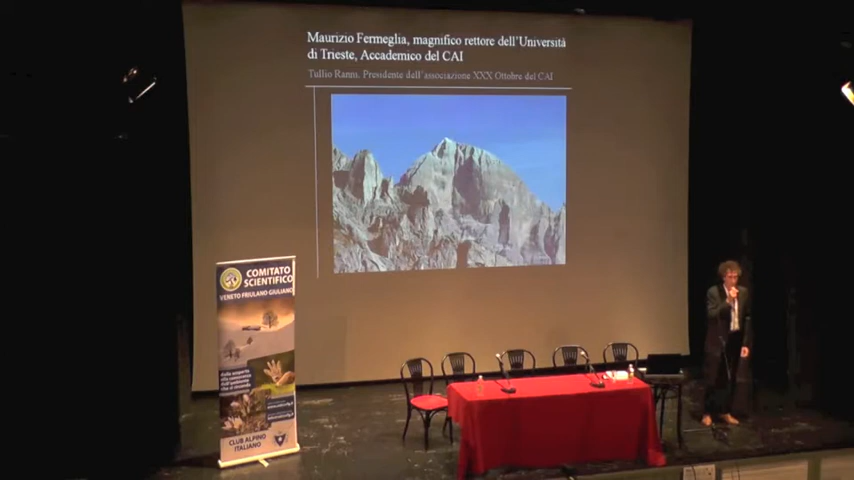 Maurizio Fermeglia, magnifico rettore dell'Università
di Trieste, Accademico del CAI
Tullio Ranni. Presidente dell'associazione XXX Ottobre del CAI
COMITATO
SCIENTIFICO
VENETO FRIULANO GIULIANO
CLUB ALPINO
ITALIANO